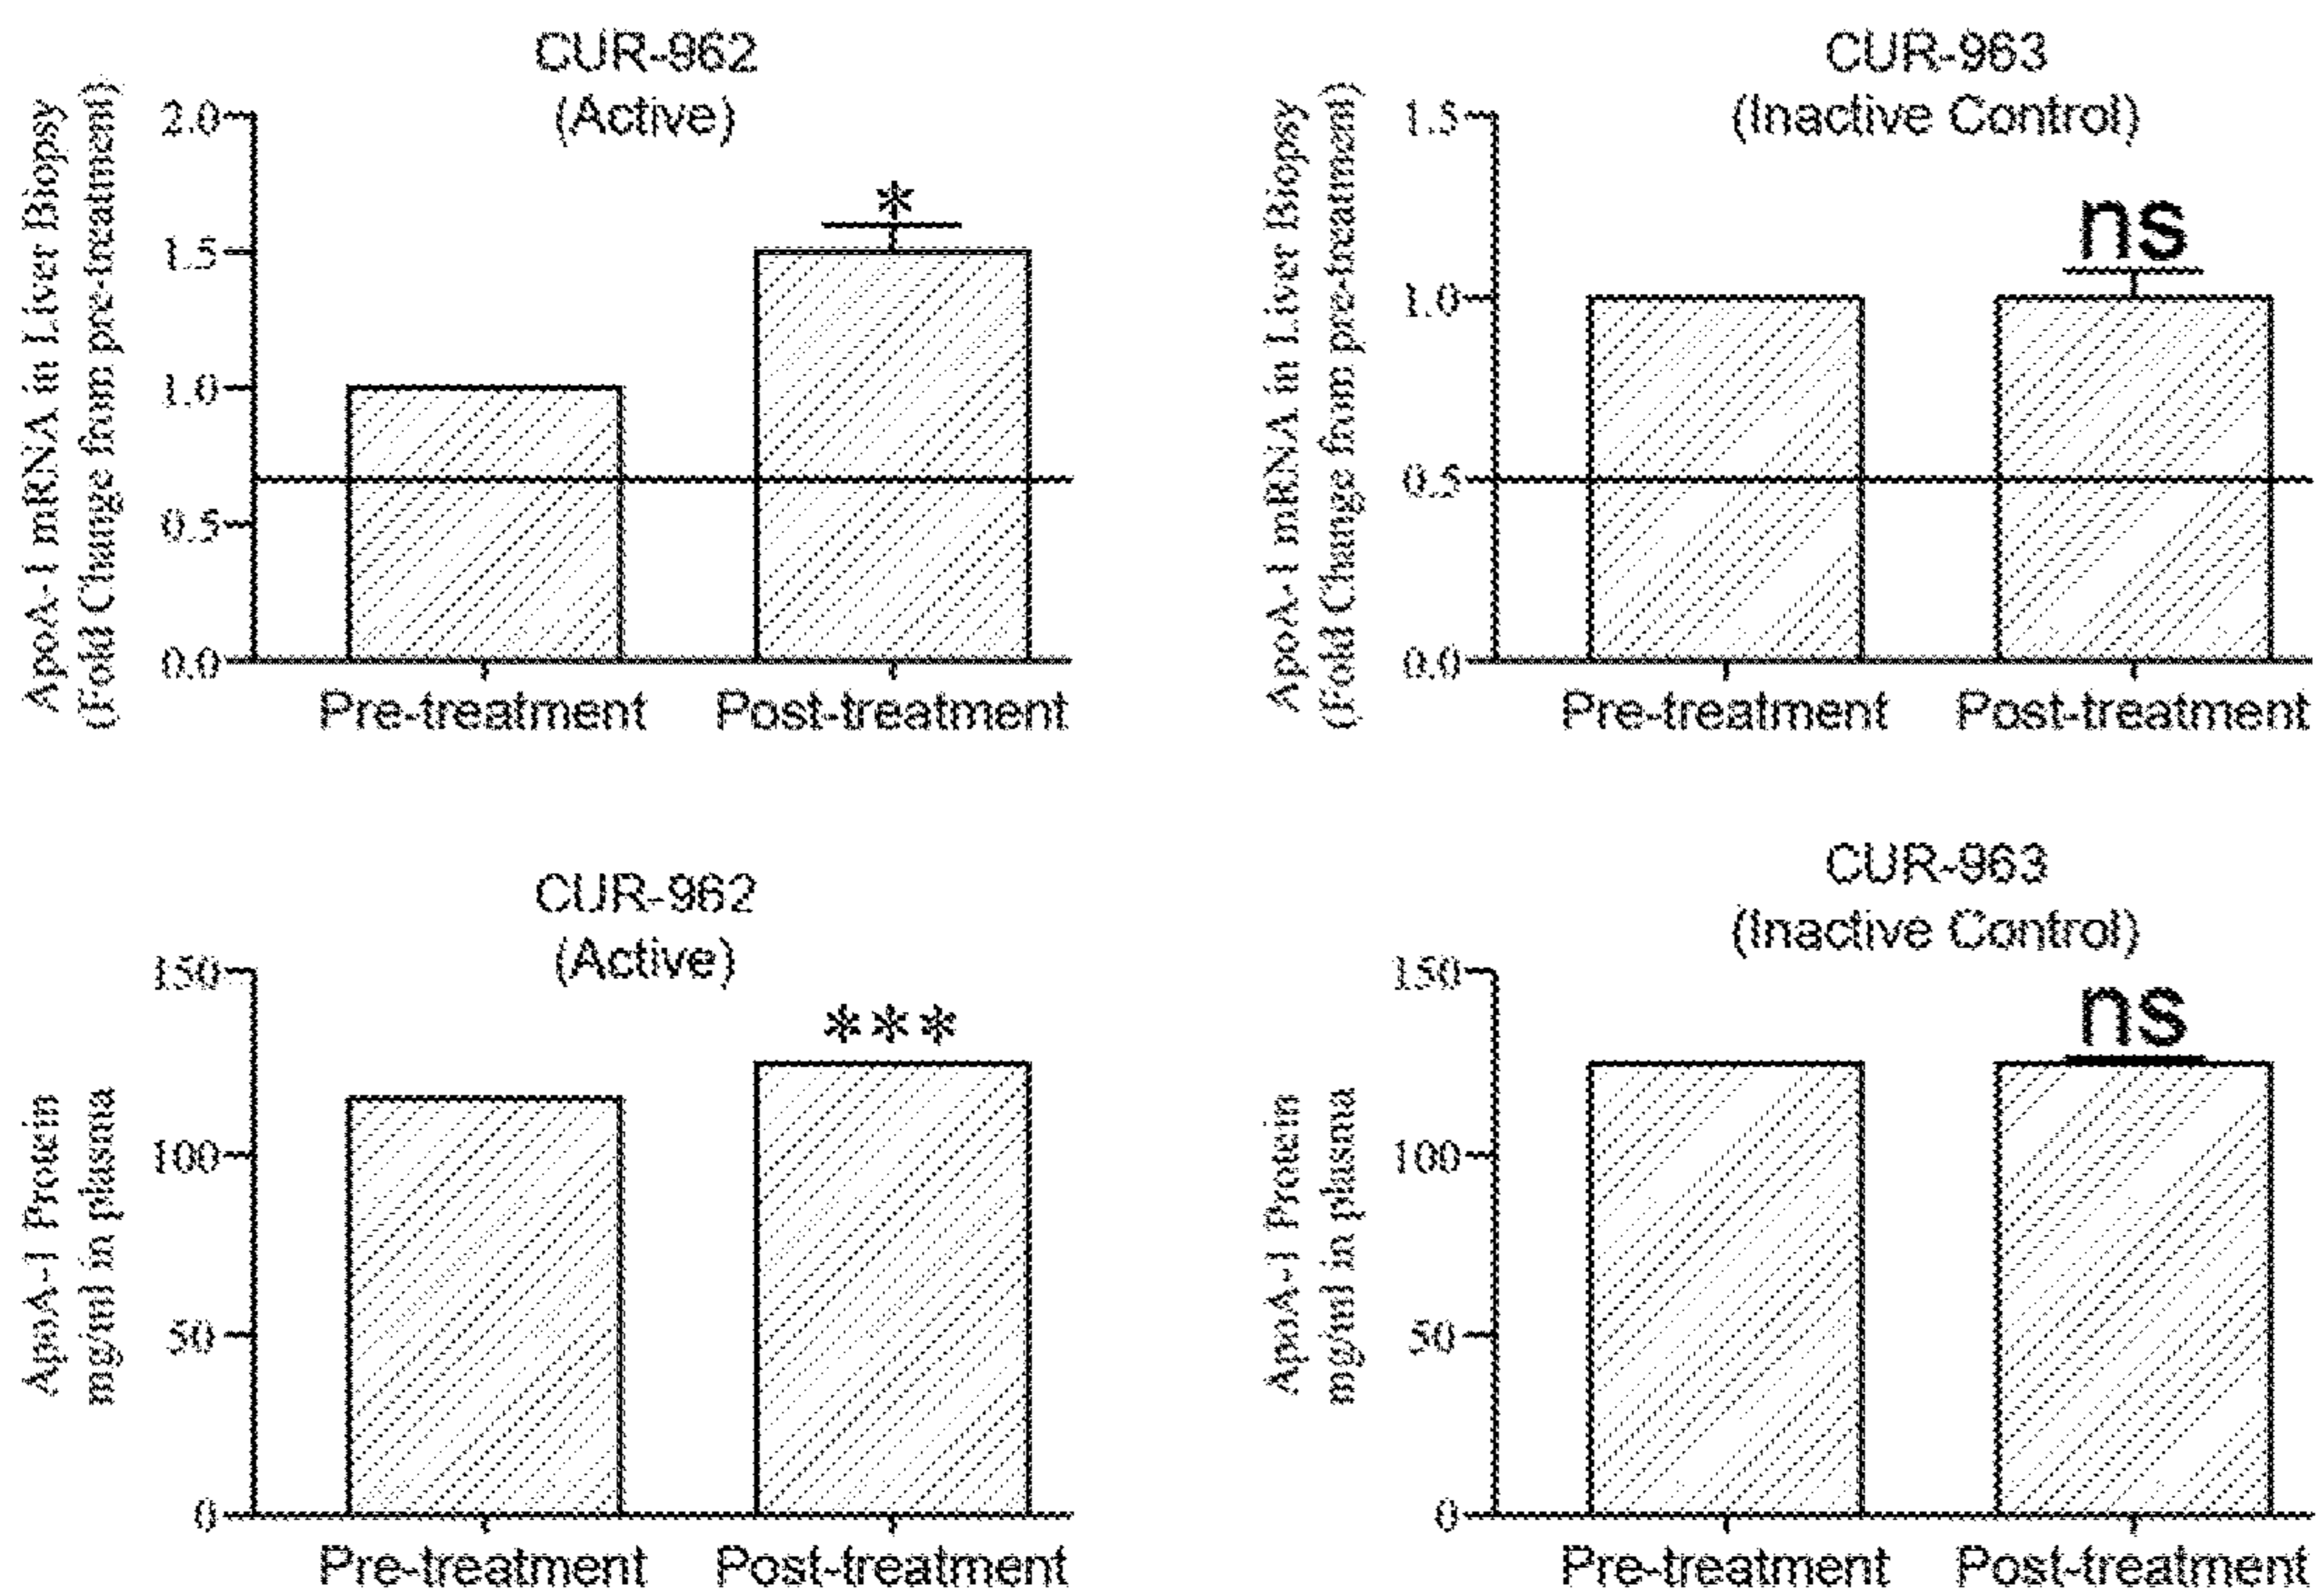 CUR-962
(Active)
ApoA-1 mRNA in Liver Biopsy
(Fold Change from pre-treatment)
2.0
1.5
1.0
0.5
0.0
*
Pre-treatment
Post-treatment
CUR-963
(Inactive Control)
ApoA-1 mRNA in Liver Biopsy
(Fold Change from pre-treatment)
1.5
1.0
0.5
0.0
ns
Pre-treatment
Post-treatment
CUR-962
(Active)
ApoA-1 Protein
mg/ml in plasma
150
100
50
0
***
Pre-treatment
Post-treatment
CUR-963
(Inactive Control)
ApoA-1 Protein
mg/ml in plasma
150
100
50
0
ns
Pre-treatment
Post-treatment